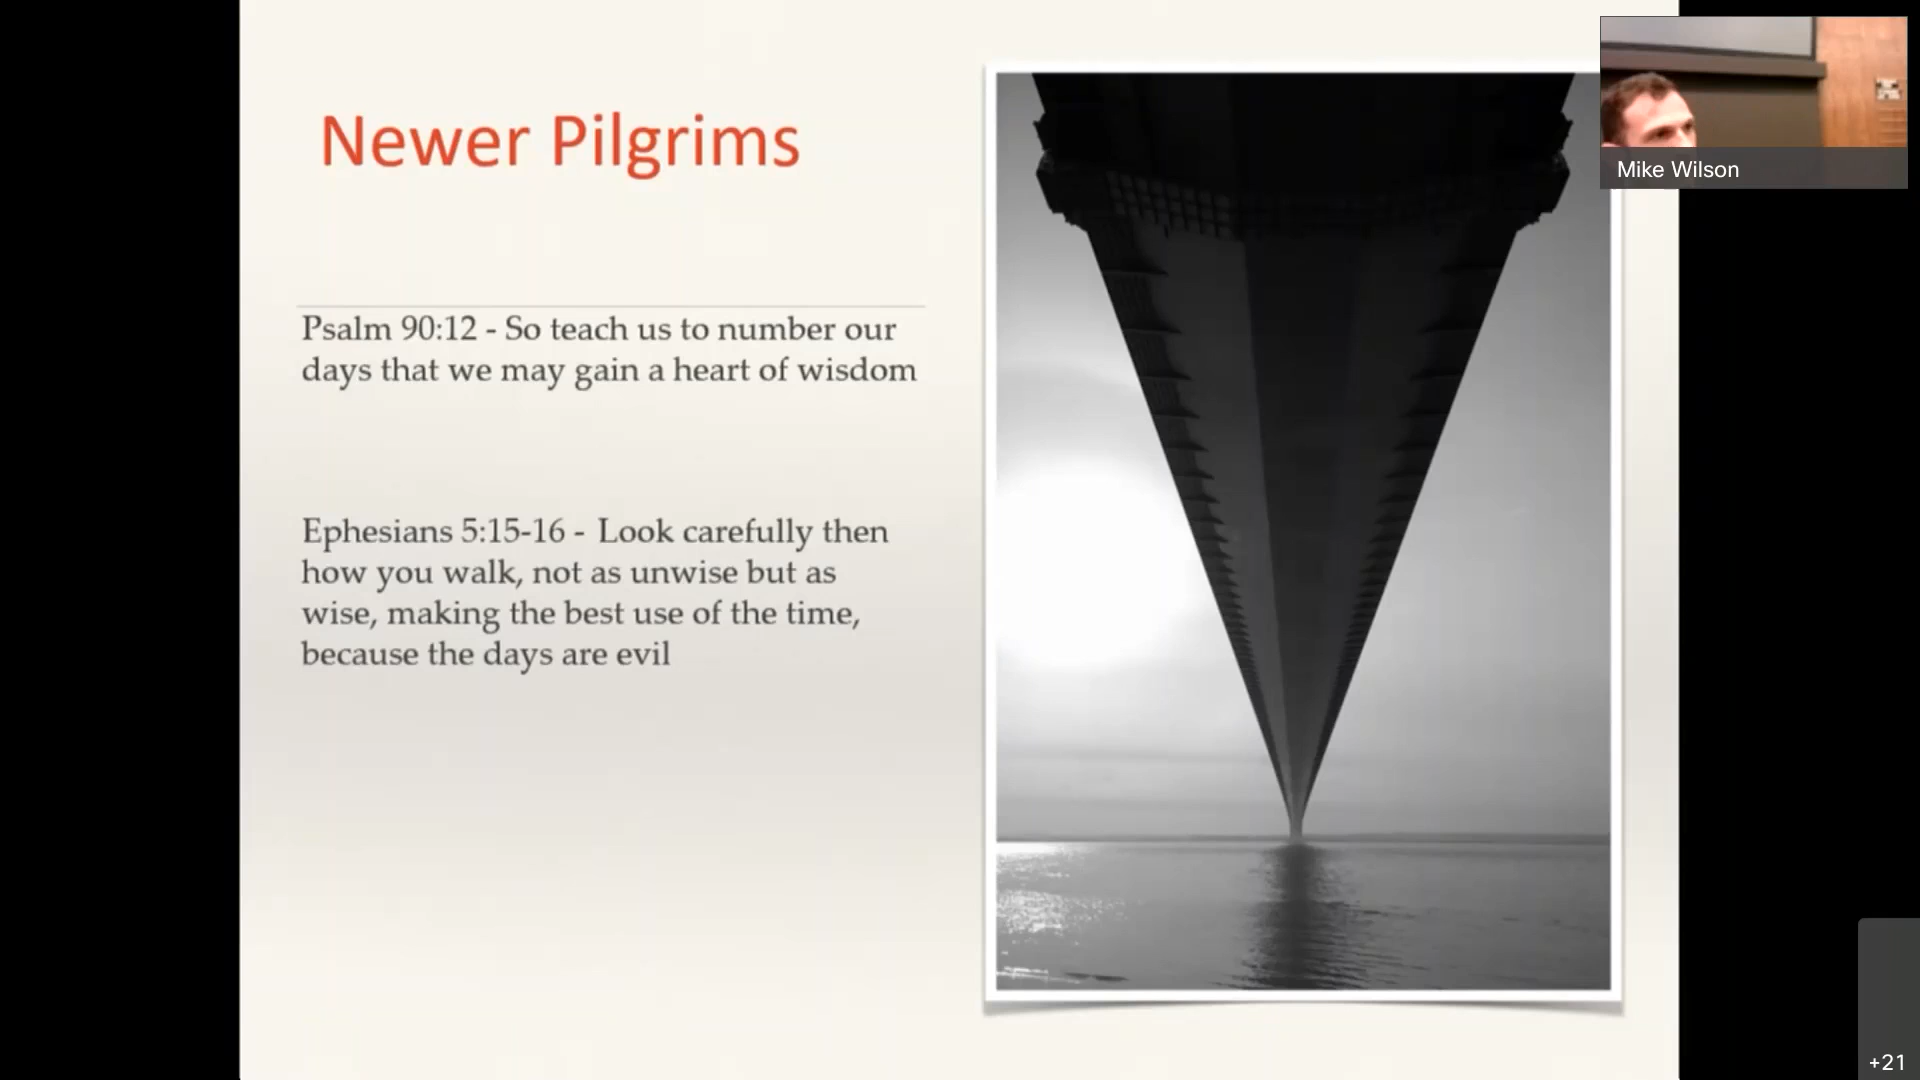 Newer Pilgrims
Psalm 90:12 - So teach us to number our
days that we may gain a heart of wisdom
Ephesians 5:15-16 - Look carefully then
how you walk, not as unwise but as
wise, making the best use of the time,
because the days are evil
Mike Wilson
+21